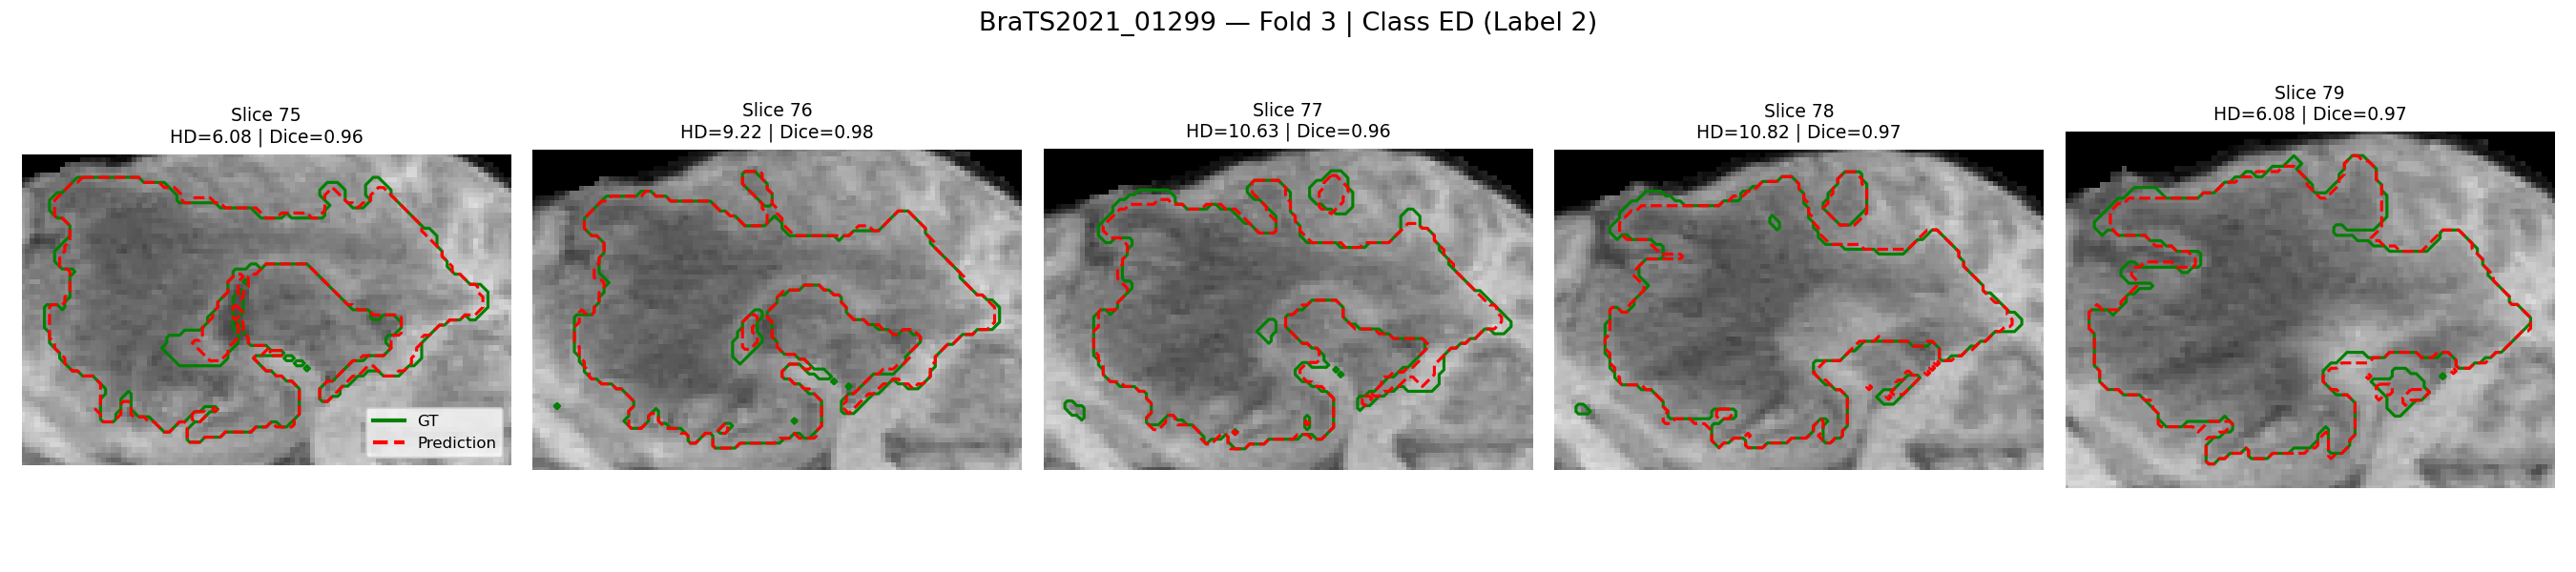 BraTS2021_01299 — Fold 3 | Class ED (Label 2)
Slice 75
HD=6.08 | Dice=0.96
Slice 76
HD=9.22 | Dice=0.98
Slice 77
HD=10.63 | Dice=0.96
Slice 78
HD=10.82 | Dice=0.97
Slice 79
HD=6.08 | Dice=0.97
GT
Prediction